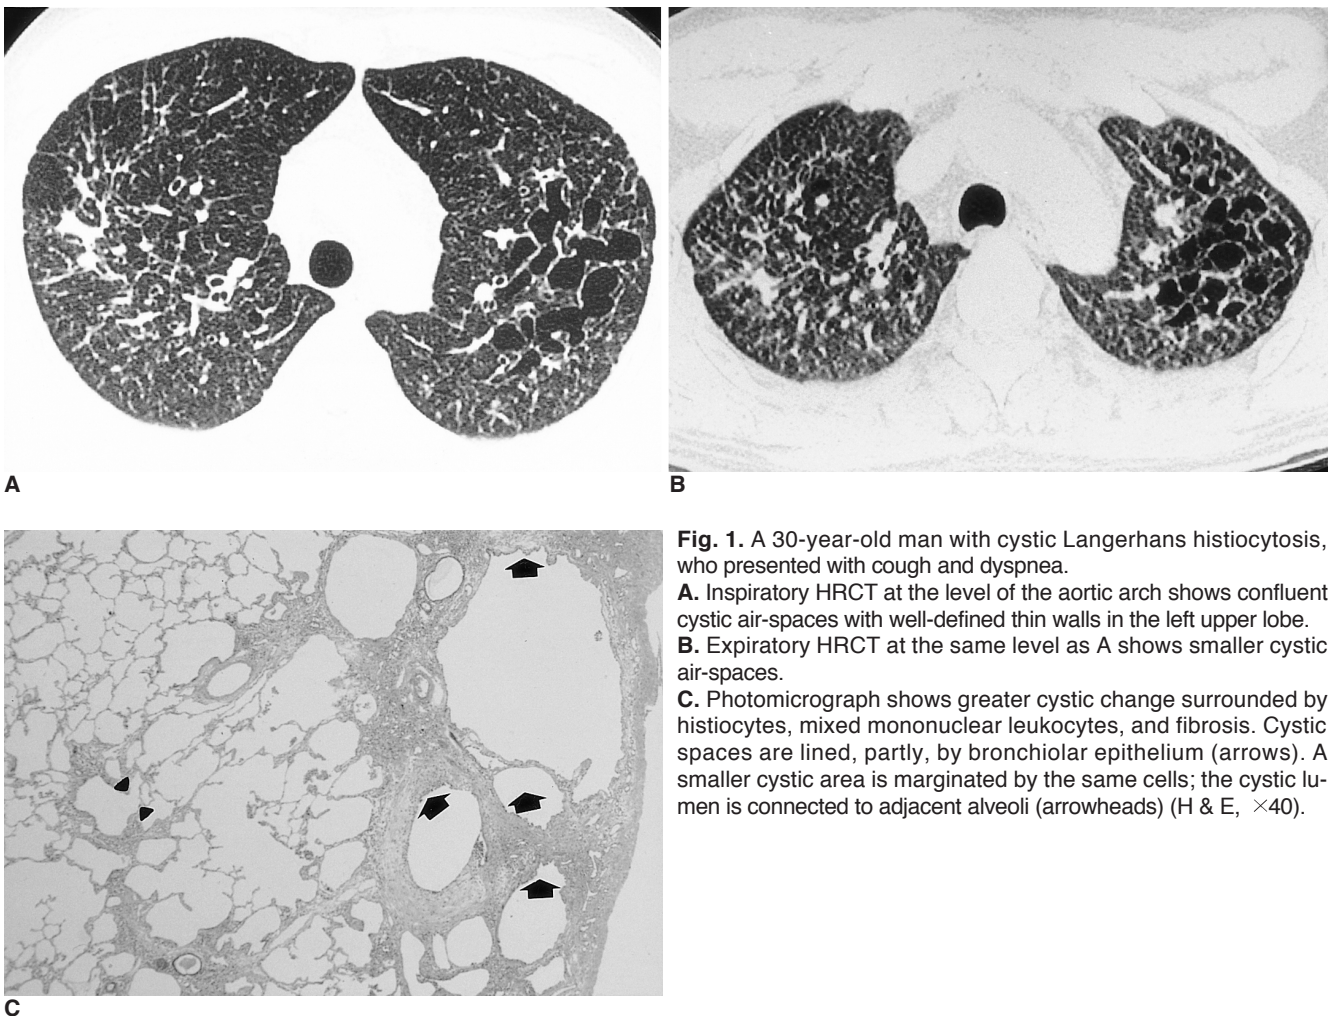 A
B
C
Fig. 1. A 30-year-old man with cystic Langerhans histiocytosis,
who presented with cough and dyspnea.
A. Inspiratory HRCT at the level of the aortic arch shows confluent
cystic air-spaces with well-defined thin walls in the left upper lobe.
B. Expiratory HRCT at the same level as A shows smaller cystic
air-spaces.
C. Photomicrograph shows greater cystic change surrounded by
histiocytes, mixed mononuclear leukocytes, and fibrosis. Cystic
spaces are lined, partly, by bronchiolar epithelium (arrows). A
smaller cystic area is marginated by the same cells; the cystic lu-
men is connected to adjacent alveoli (arrowheads) (H & E, ×40).